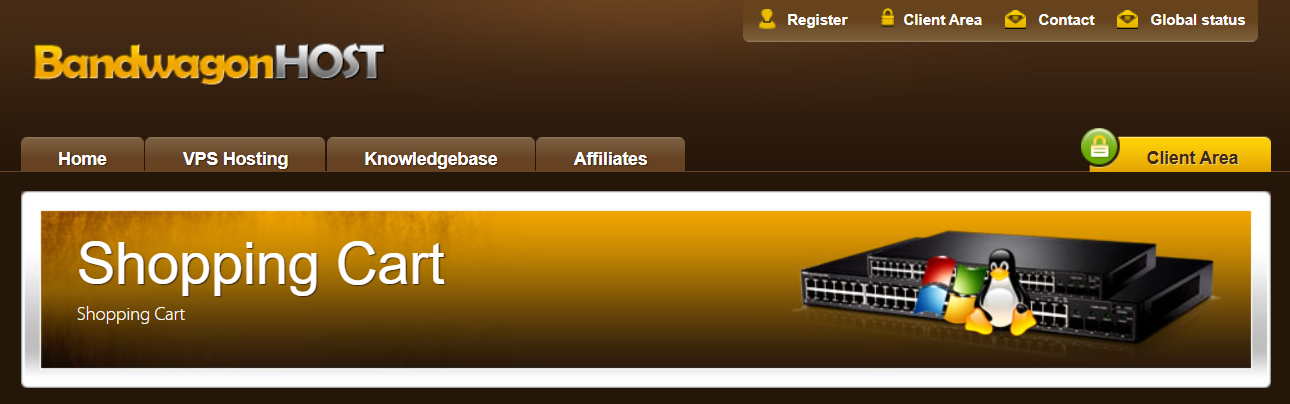 Register Client Area Contact Global status
BandwagonHOST
Home VPS Hosting Knowledgebase Affiliates Client Area
Shopping Cart
Shopping Cart